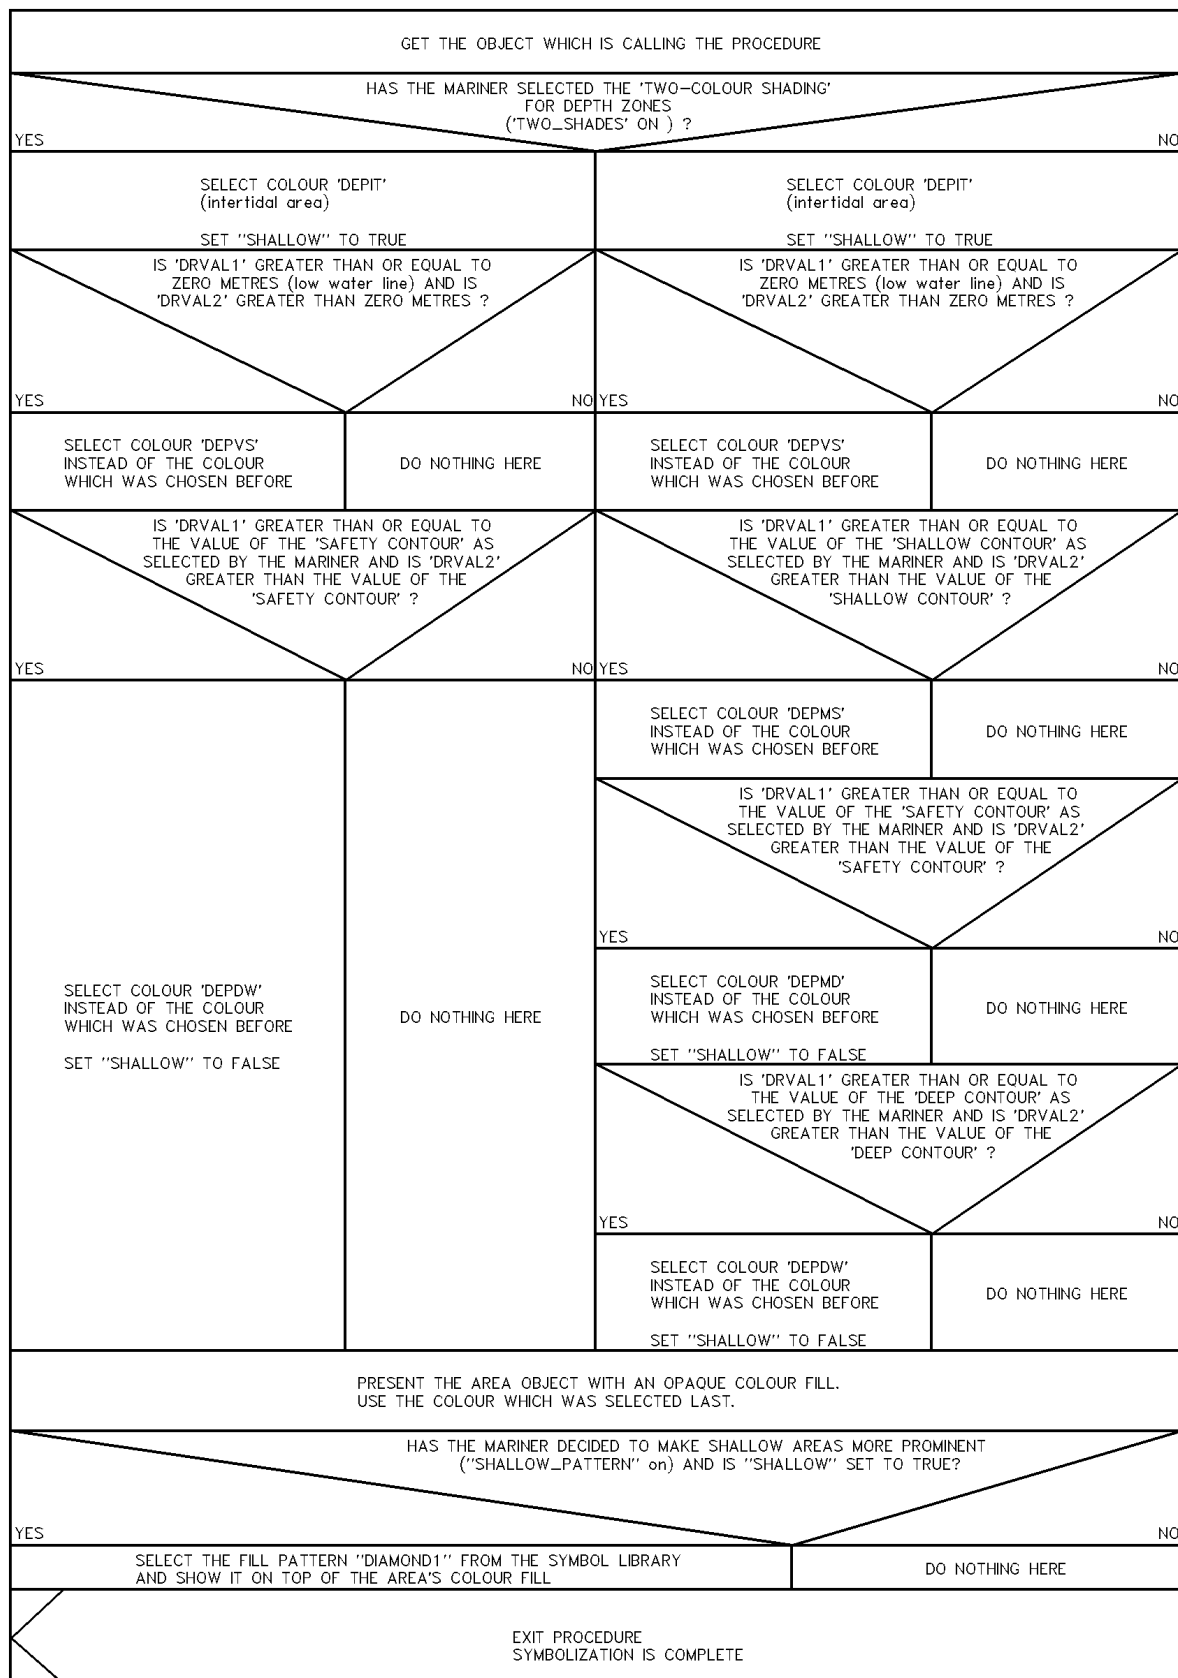 GET THE OBJECT WHICH IS CALLING THE PROCEDURE
HAS THE MARINER SELECTED THE 'TWO-COLOUR SHADING'
FOR DEPTH ZONES
('TWO_SHADES' ON ) ?
YES
NO
SELECT COLOUR 'DEPIT'
(intertidal area)
SET "SHALLOW" TO TRUE
SELECT COLOUR 'DEPIT'
(intertidal area)
SET "SHALLOW" TO TRUE
IS 'DRVAL1' GREATER THAN OR EQUAL TO
ZERO METRES (low water line) AND IS
'DRVAL2' GREATER THAN ZERO METRES ?
YES
NO
IS 'DRVAL1' GREATER THAN OR EQUAL TO
ZERO METRES (low water line) AND IS
'DRVAL2' GREATER THAN ZERO METRES ?
YES
NO
SELECT COLOUR 'DEPVS'
INSTEAD OF THE COLOUR
WHICH WAS CHOSEN BEFORE
DO NOTHING HERE
SELECT COLOUR 'DEPVS'
INSTEAD OF THE COLOUR
WHICH WAS CHOSEN BEFORE
DO NOTHING HERE
IS 'DRVAL1' GREATER THAN OR EQUAL TO
THE VALUE OF THE 'SAFETY CONTOUR' AS
SELECTED BY THE MARINER AND IS 'DRVAL2'
GREATER THAN THE VALUE OF THE
'SAFETY CONTOUR' ?
YES
NO
IS 'DRVAL1' GREATER THAN OR EQUAL TO
THE VALUE OF THE 'SHALLOW CONTOUR' AS
SELECTED BY THE MARINER AND IS 'DRVAL2'
GREATER THAN THE VALUE OF THE
'SHALLOW CONTOUR' ?
YES
NO
SELECT COLOUR 'DEPMS'
INSTEAD OF THE COLOUR
WHICH WAS CHOSEN BEFORE
DO NOTHING HERE
IS 'DRVAL1' GREATER THAN OR EQUAL TO
THE VALUE OF THE 'SAFETY CONTOUR' AS
SELECTED BY THE MARINER AND IS 'DRVAL2'
GREATER THAN THE VALUE OF THE
'SAFETY CONTOUR' ?
YES
NO
SELECT COLOUR 'DEPDW'
INSTEAD OF THE COLOUR
WHICH WAS CHOSEN BEFORE
SET "SHALLOW" TO FALSE
DO NOTHING HERE
SELECT COLOUR 'DEPMD'
INSTEAD OF THE COLOUR
WHICH WAS CHOSEN BEFORE
SET "SHALLOW" TO FALSE
DO NOTHING HERE
IS 'DRVAL1' GREATER THAN OR EQUAL TO
THE VALUE OF THE 'DEEP CONTOUR' AS
SELECTED BY THE MARINER AND IS 'DRVAL2'
GREATER THAN THE VALUE OF THE
'DEEP CONTOUR' ?
YES
NO
SELECT COLOUR 'DEPDW'
INSTEAD OF THE COLOUR
WHICH WAS CHOSEN BEFORE
SET "SHALLOW" TO FALSE
DO NOTHING HERE
PRESENT THE AREA OBJECT WITH AN OPAQUE COLOUR FILL.
USE THE COLOUR WHICH WAS SELECTED LAST.
HAS THE MARINER DECIDED TO MAKE SHALLOW AREAS MORE PROMINENT
("SHALLOW_PATTERN" on) AND IS "SHALLOW" SET TO TRUE?
YES
NO
SELECT THE FILL PATTERN "DIAMOND1" FROM THE SYMBOL LIBRARY
AND SHOW IT ON TOP OF THE AREA'S COLOUR FILL
DO NOTHING HERE
EXIT PROCEDURE
SYMBOLIZATION IS COMPLETE